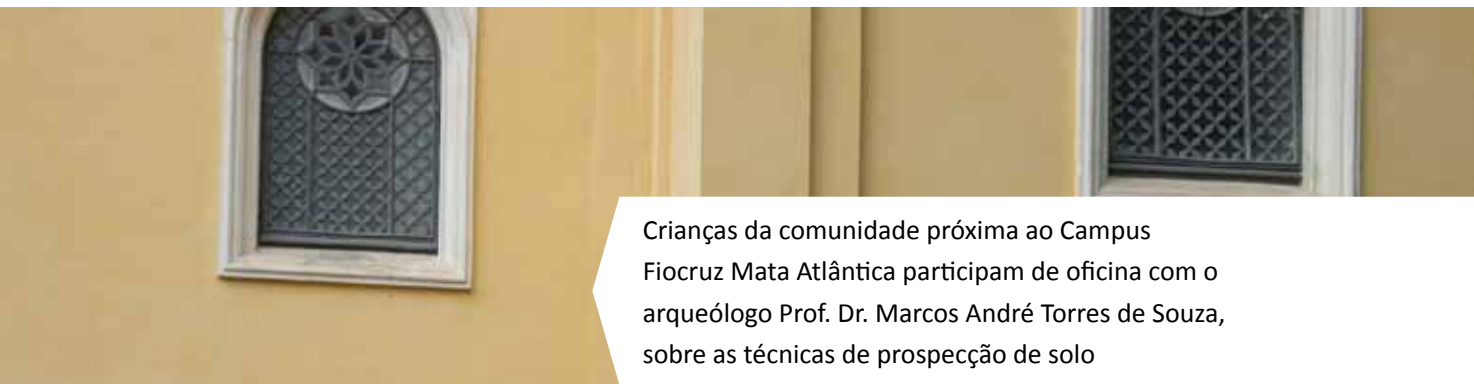 Crianças da comunidade próxima ao Campus
Fiocruz Mata Atlântica participam de oficina com o
arqueólogo Prof. Dr. Marcos André Torres de Souza,
sobre as técnicas de prospecção de solo